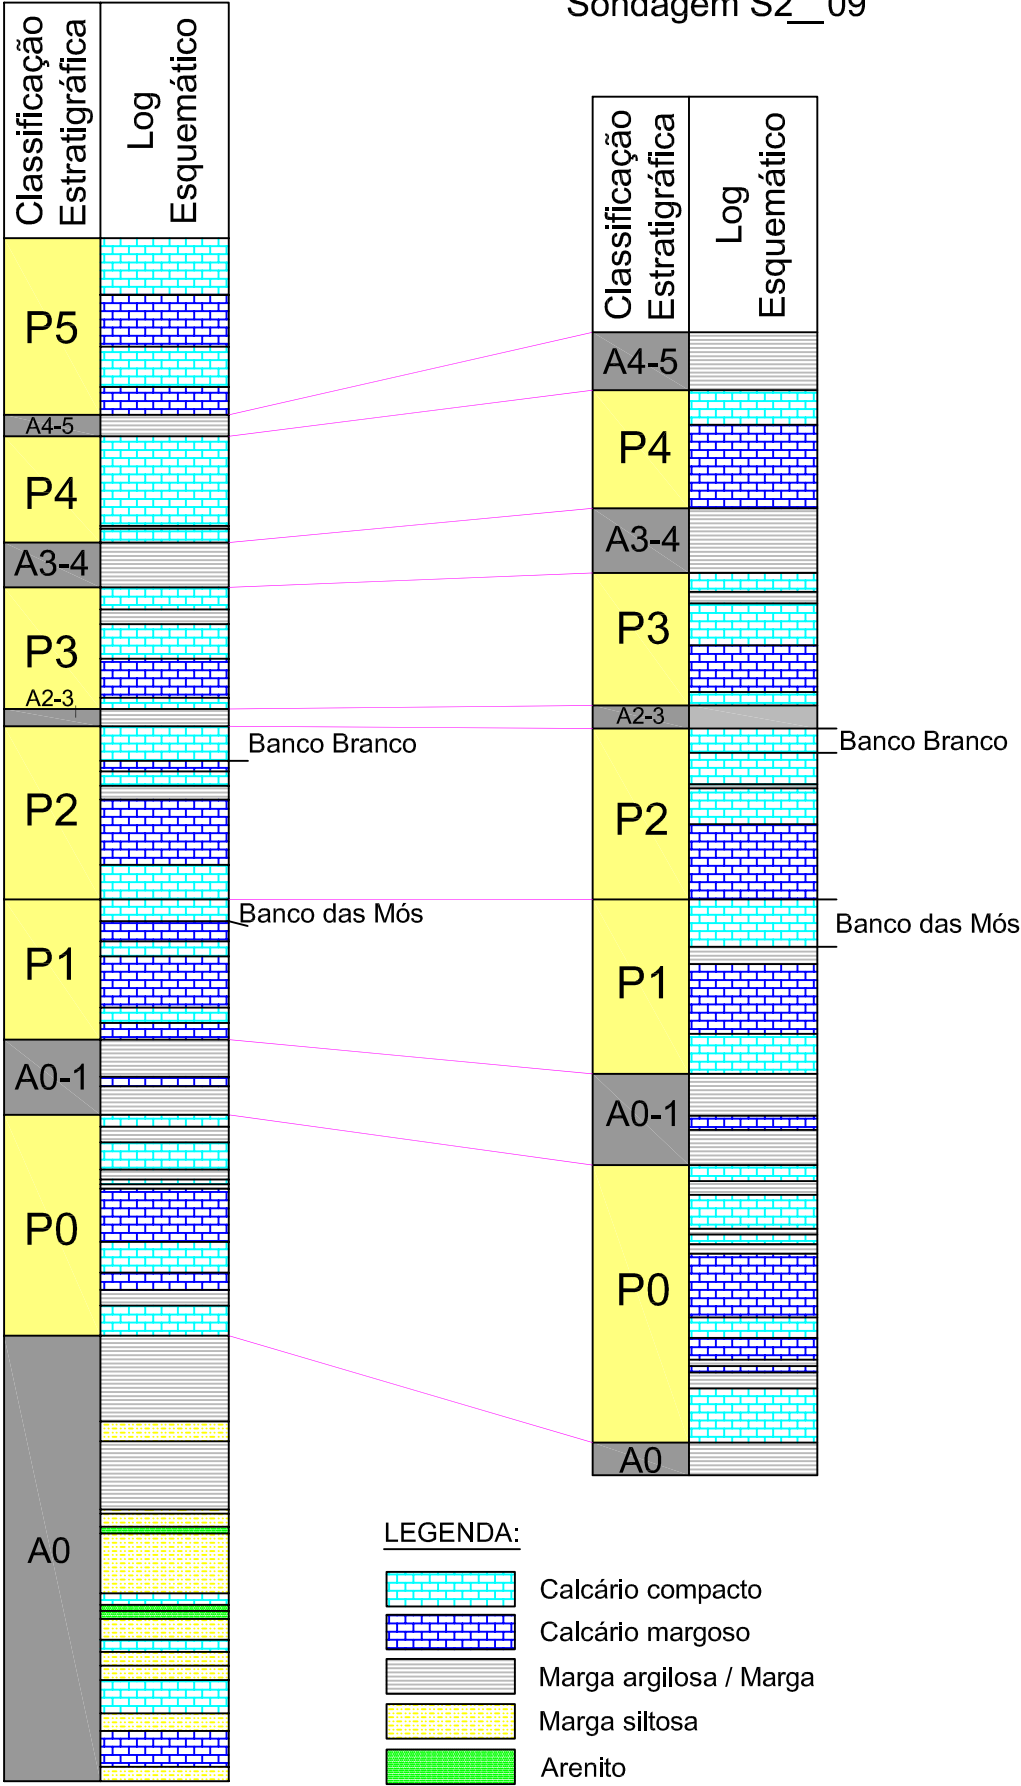 Sondagem S2__09
Classificação
Estratigráfica
Log
Esquemático
P5
A4-5
P4
A3-4
P3
A2-3
P2
P1
A0-1
P0
A0
Banco Branco
Banco das Mós
Classificação
Estratigráfica
Log
Esquemático
A4-5
P4
A3-4
P3
A2-3
P2
P1
A0-1
P0
A0
Banco Branco
Banco das Mós
LEGENDA:
Calcário compacto
Calcário margoso
Marga argilosa / Marga
Marga siltosa
Arenito